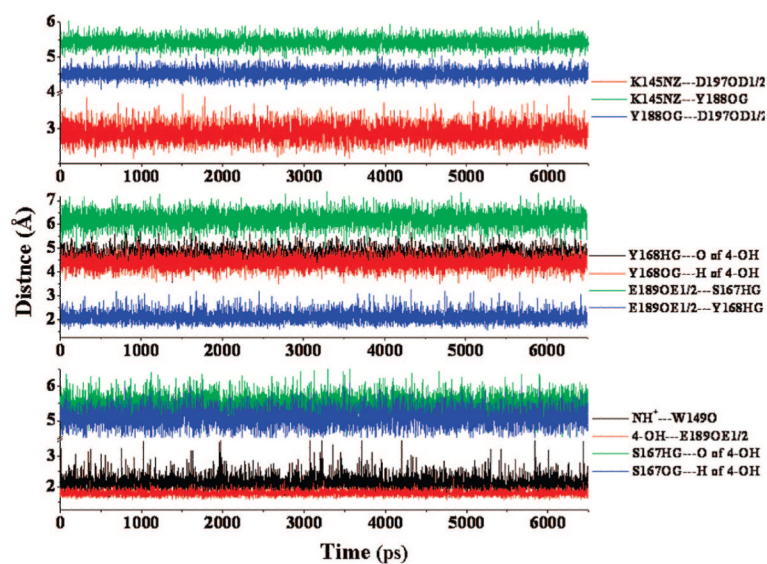 6
5
4
3
0 1000 2000 3000 4000 5000 6000
K145NZ---D197OD1/2
K145NZ---Y188OG
Y188OG---D197OD1/2
Distnce (Å)
7
6
5
4
3
2
0 1000 2000 3000 4000 5000 6000
Y168HG---O of 4-OH
Y168OG---H of 4-OH
E189OE1/2---S167HG
E189OE1/2---Y168HG
6
5
3
2
0 1000 2000 3000 4000 5000 6000
NH⁺---W149O
4-OH---E189OE1/2
S167HG---O of 4-OH
S167OG---H of 4-OH
Time (ps)